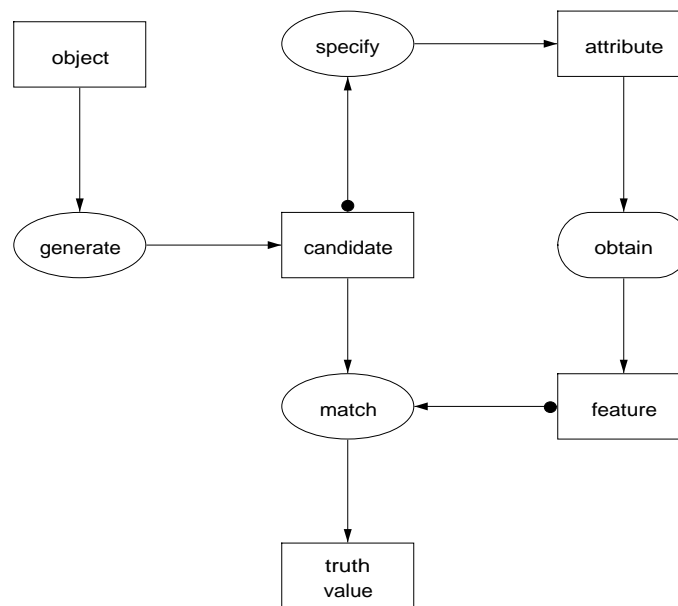 object
specify
attribute
generate
candidate
obtain
match
feature
truth
value